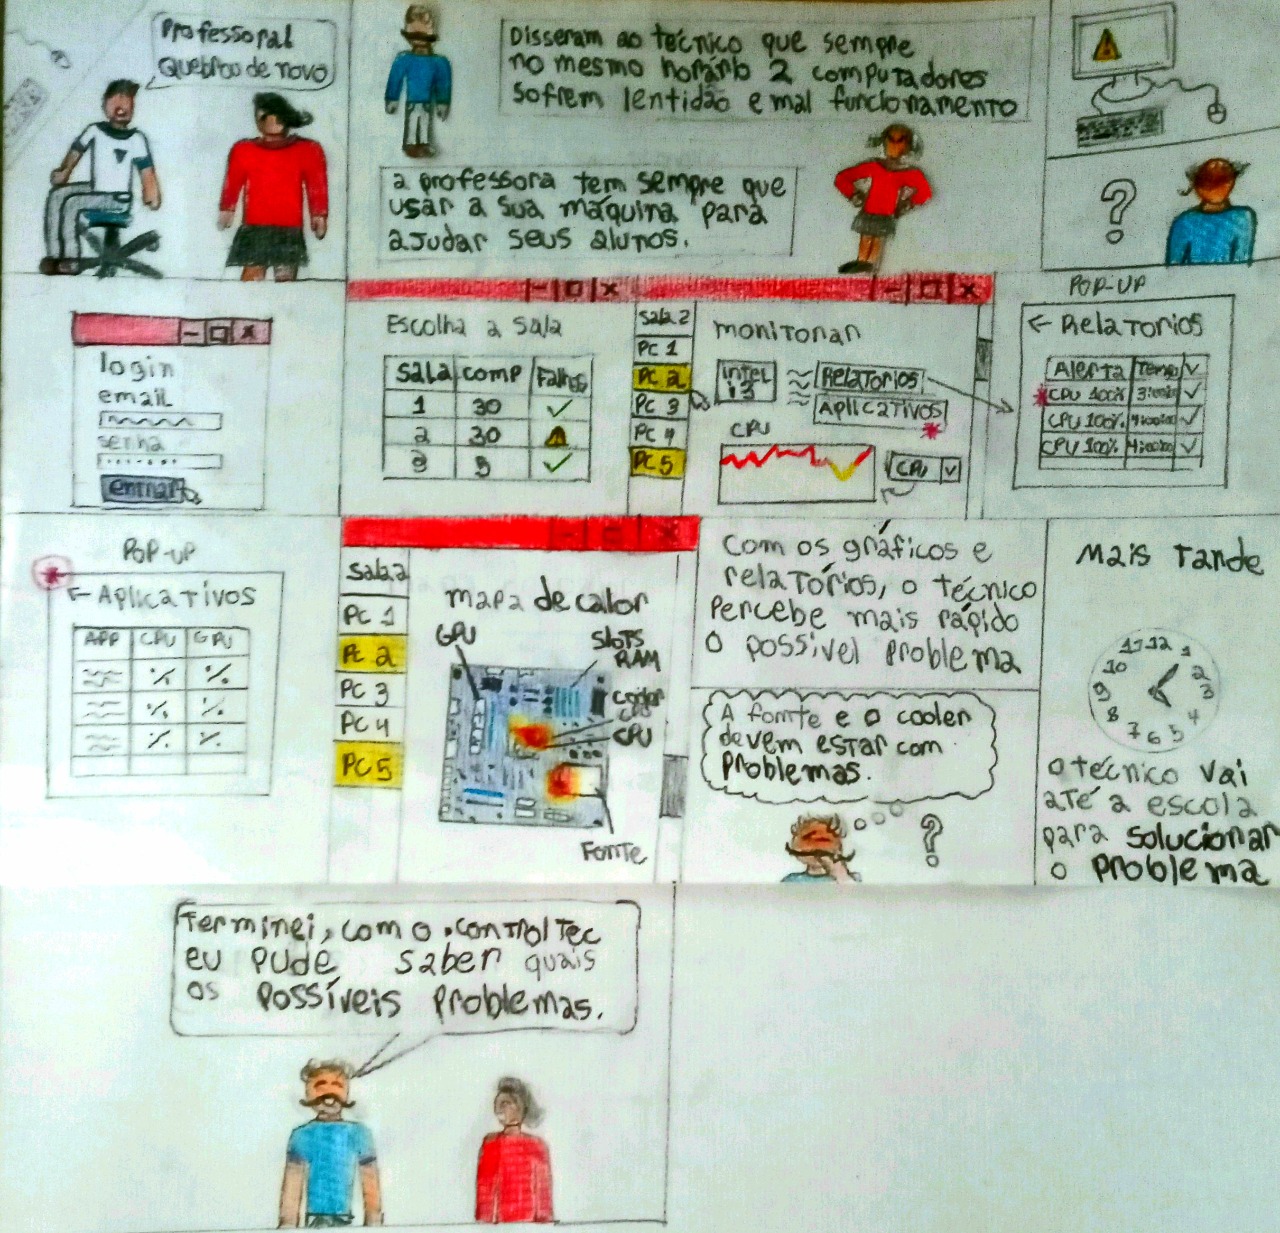 Professora!
Quebrou de novo
Disseram ao técnico que sempre
no mesmo horário 2 computadores
sofrem lentidão e mal funcionamento
a professora tem sempre que
usar a sua máquina para
ajudar seus alunos.
?
login
email
senha
entrar
Escolha a sala
Sala comp Falhas
1 30
2 30
3 5
Sala 2
PC 1
PC 2
PC 3
PC 4
PC 5
monitorar
intel
i3
Relatorios
Aplicativos
CPU
CPU
POP-UP
← Relatorios
Alerta Tempo
CPU 100%
CPU 100%
CPU 100%
POP-UP
← Aplicativos
APP CPU GPU
% %
% %
% %
Sala 2
PC 1
PC 2
PC 3
PC 4
PC 5
mapa de calor
GPU
Slots
RAM
cooler
CPU
CPU
Fonte
Com os gráficos e
relatórios, o técnico
percebe mais rápido
o possível problema
A fonte e o cooler
devem estar com
problemas.
?
Mais tarde
11 12 1
10 2
9 3
8 4
7 6 5
o técnico vai
até a escola
para solucionar
o problema
Terminei, com o .controltec
eu pude saber quais
os possíveis problemas.